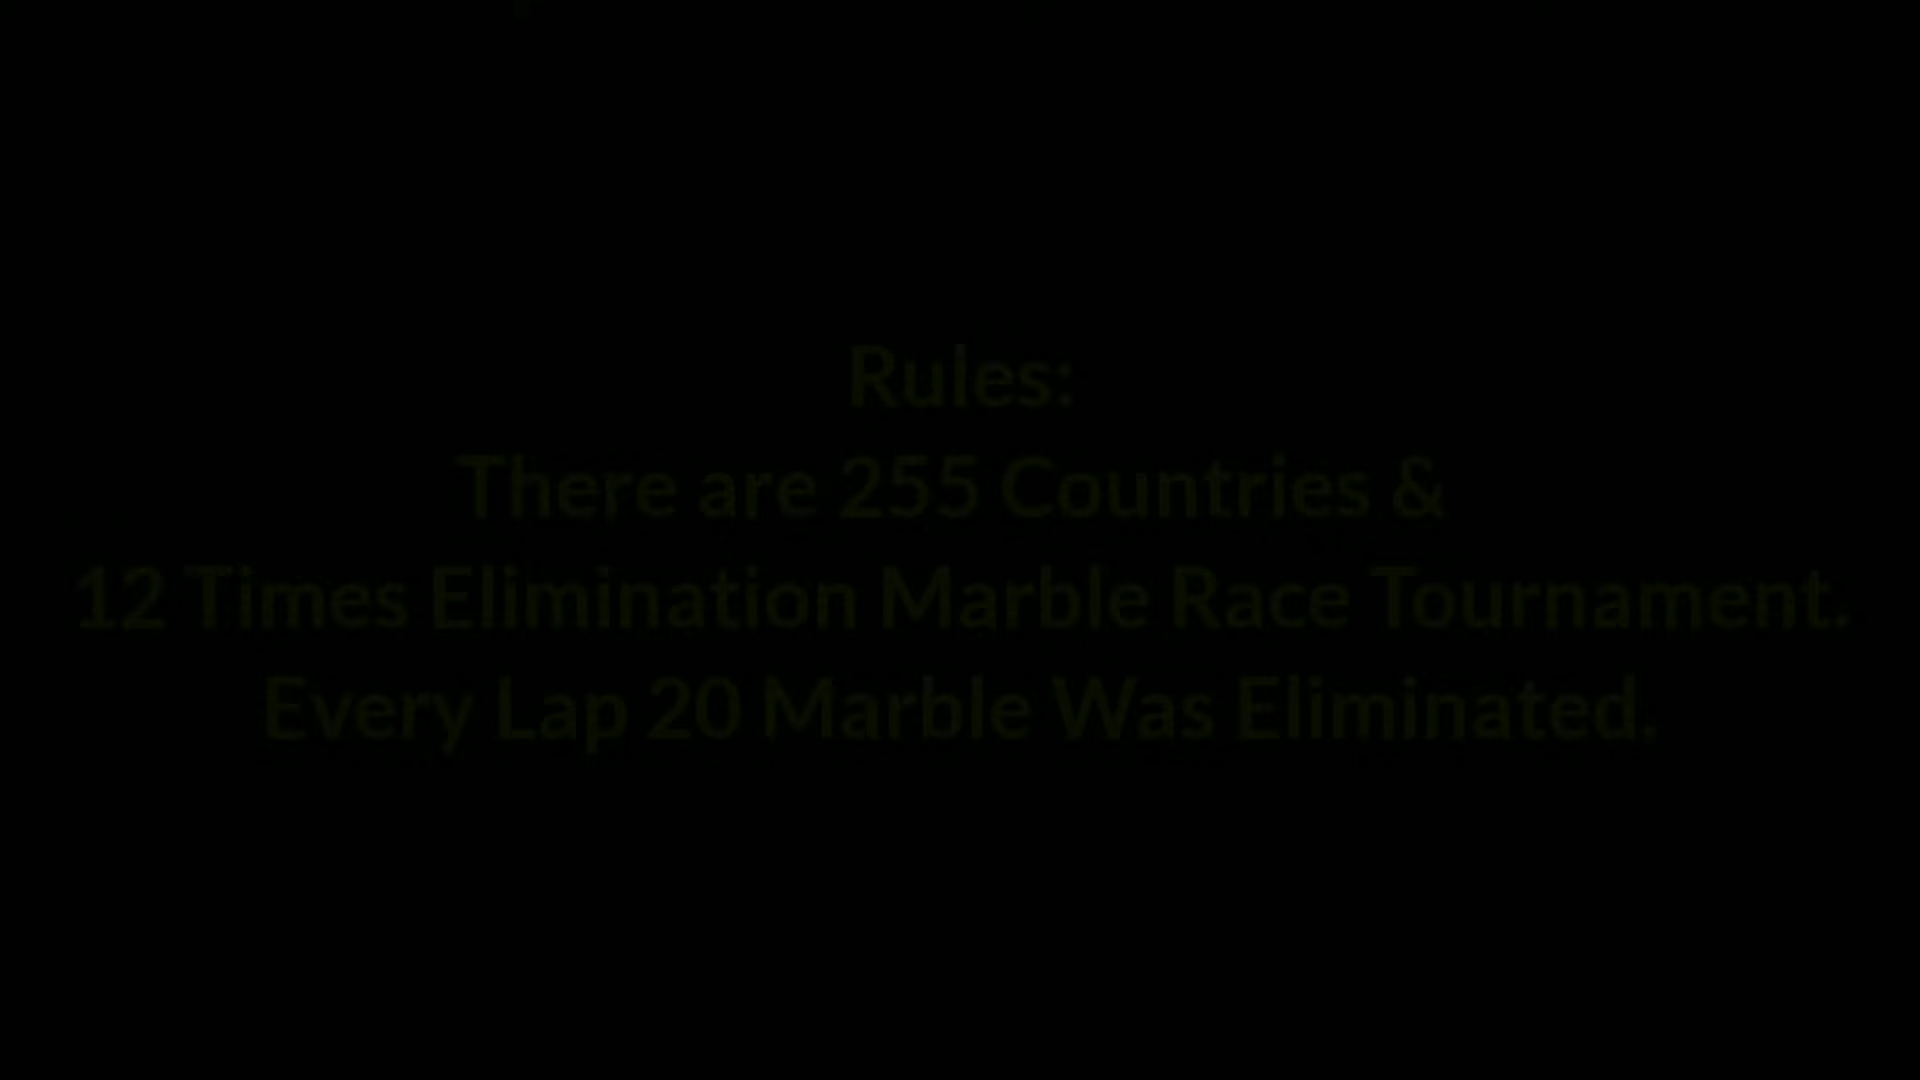 Rules:
There are 255 Countries &
12 Times Elimination Marble Race Tournament.
Every Lap 20 Marble Was Eliminated.